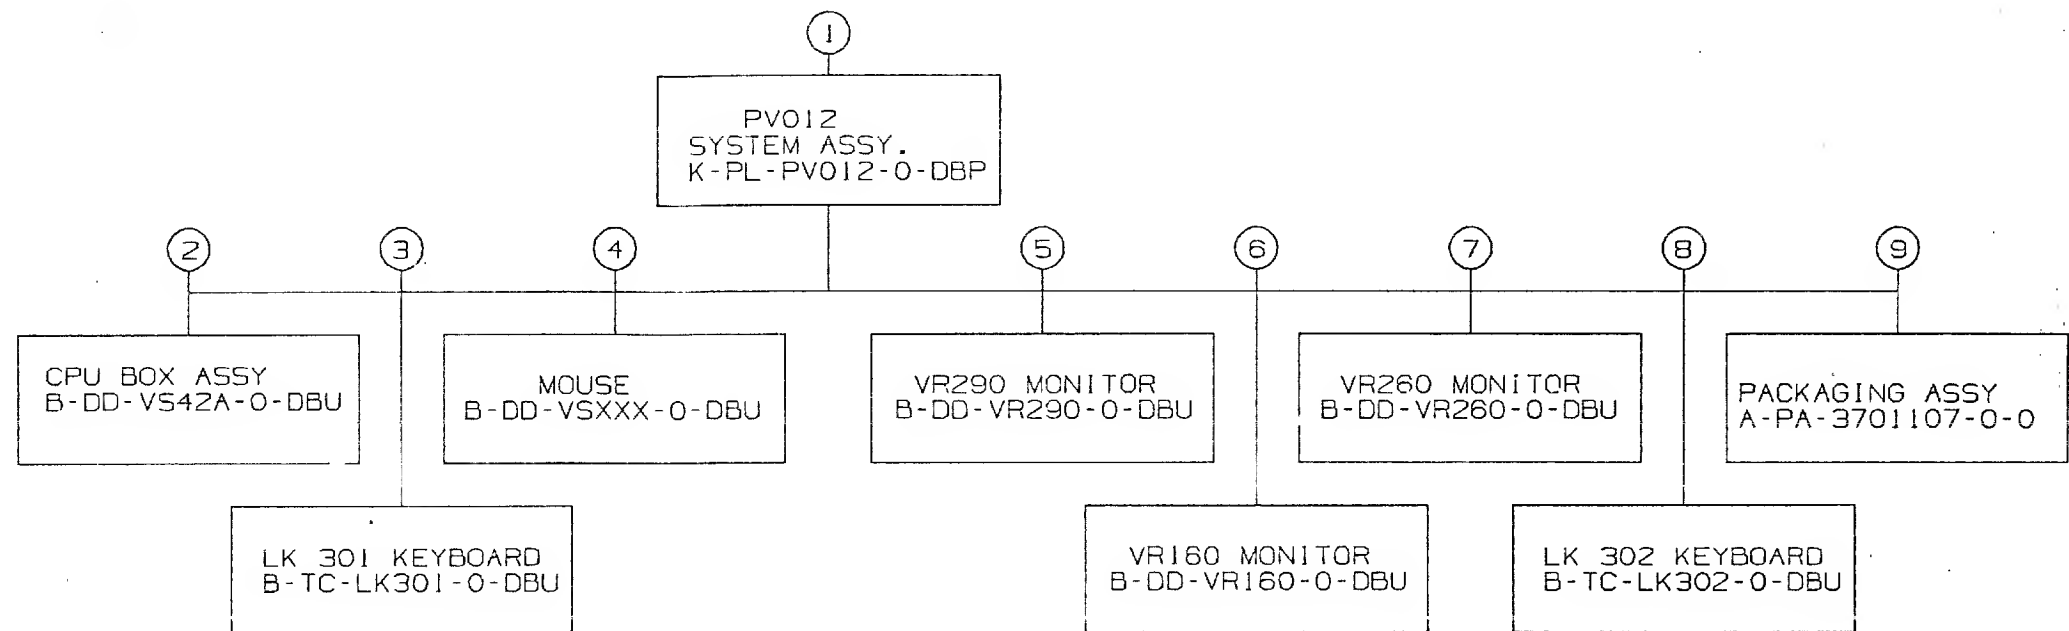 1
PV012
SYSTEM ASSY.
K-PL-PV012-0-DBP
2
3
4
5
6
7
8
9
CPU BOX ASSY
B-DD-VS42A-0-DBU
MOUSE
B-DD-VSXXX-0-DBU
VR290 MONITOR
B-DD-VR290-0-DBU
VR260 MONITOR
B-DD-VR260-0-DBU
PACKAGING ASSY
A-PA-3701107-0-0
LK 301 KEYBOARD
B-TC-LK301-0-DBU
VR160 MONITOR
B-DD-VR160-0-DBU
LK 302 KEYBOARD
B-TC-LK302-0-DBU